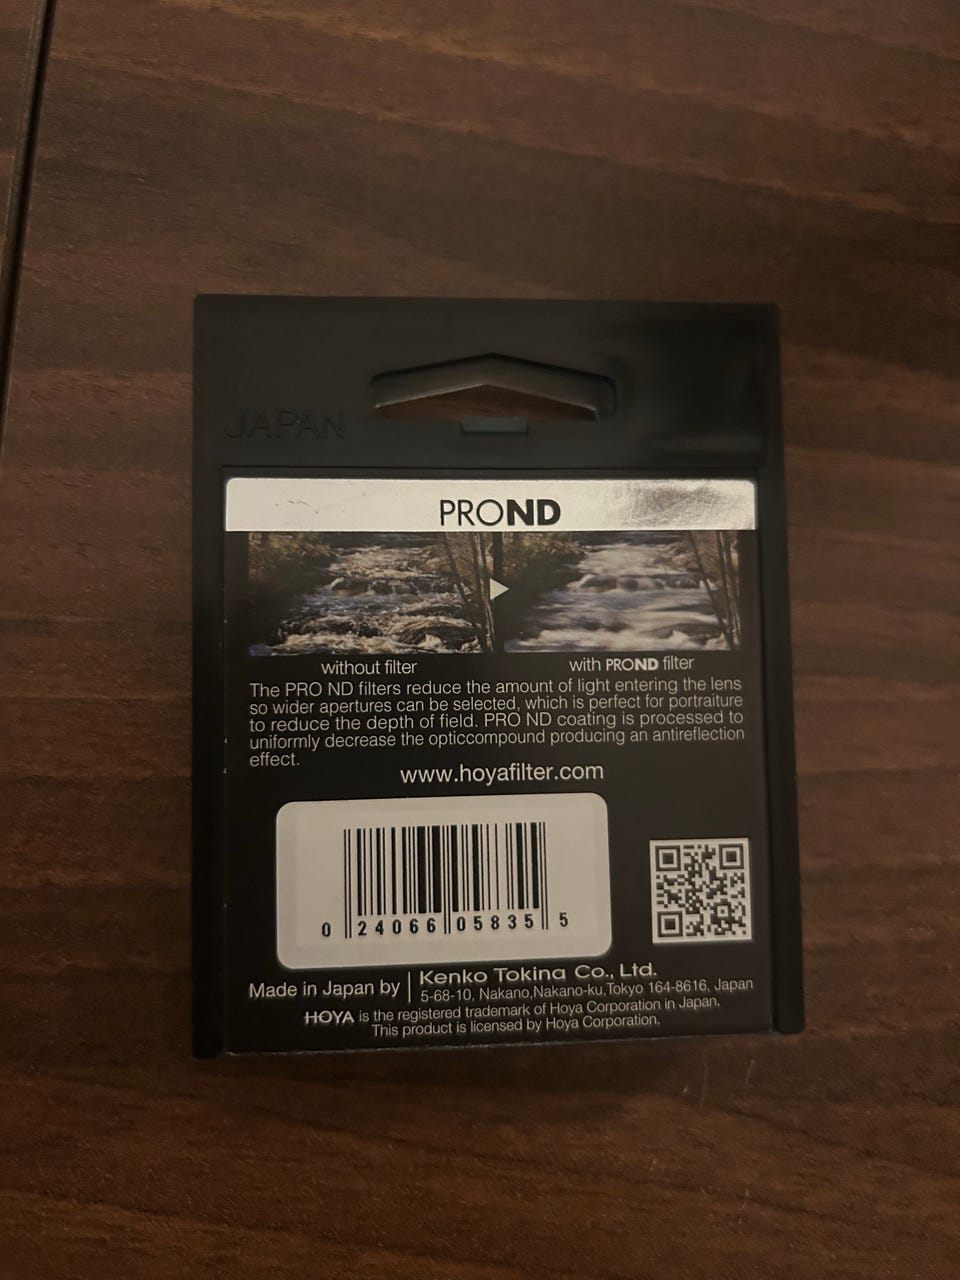 JAPAN
PROND
without filter
with PROND filter
The PRO ND filters reduce the amount of light entering the lens
so wider apertures can be selected, which is perfect for portraiture
to reduce the depth of field. PRO ND coating is processed to
uniformly decrease the opticcompound producing an antireflection
effect.
www.hoyafilter.com
0 24066 05835 5
Made in Japan by
Kenko Tokina Co., Ltd.
5-68-10, Nakano,Nakano-ku,Tokyo 164-8616, Japan
HOYA is the registered trademark of Hoya Corporation in Japan.
This product is licensed by Hoya Corporation.